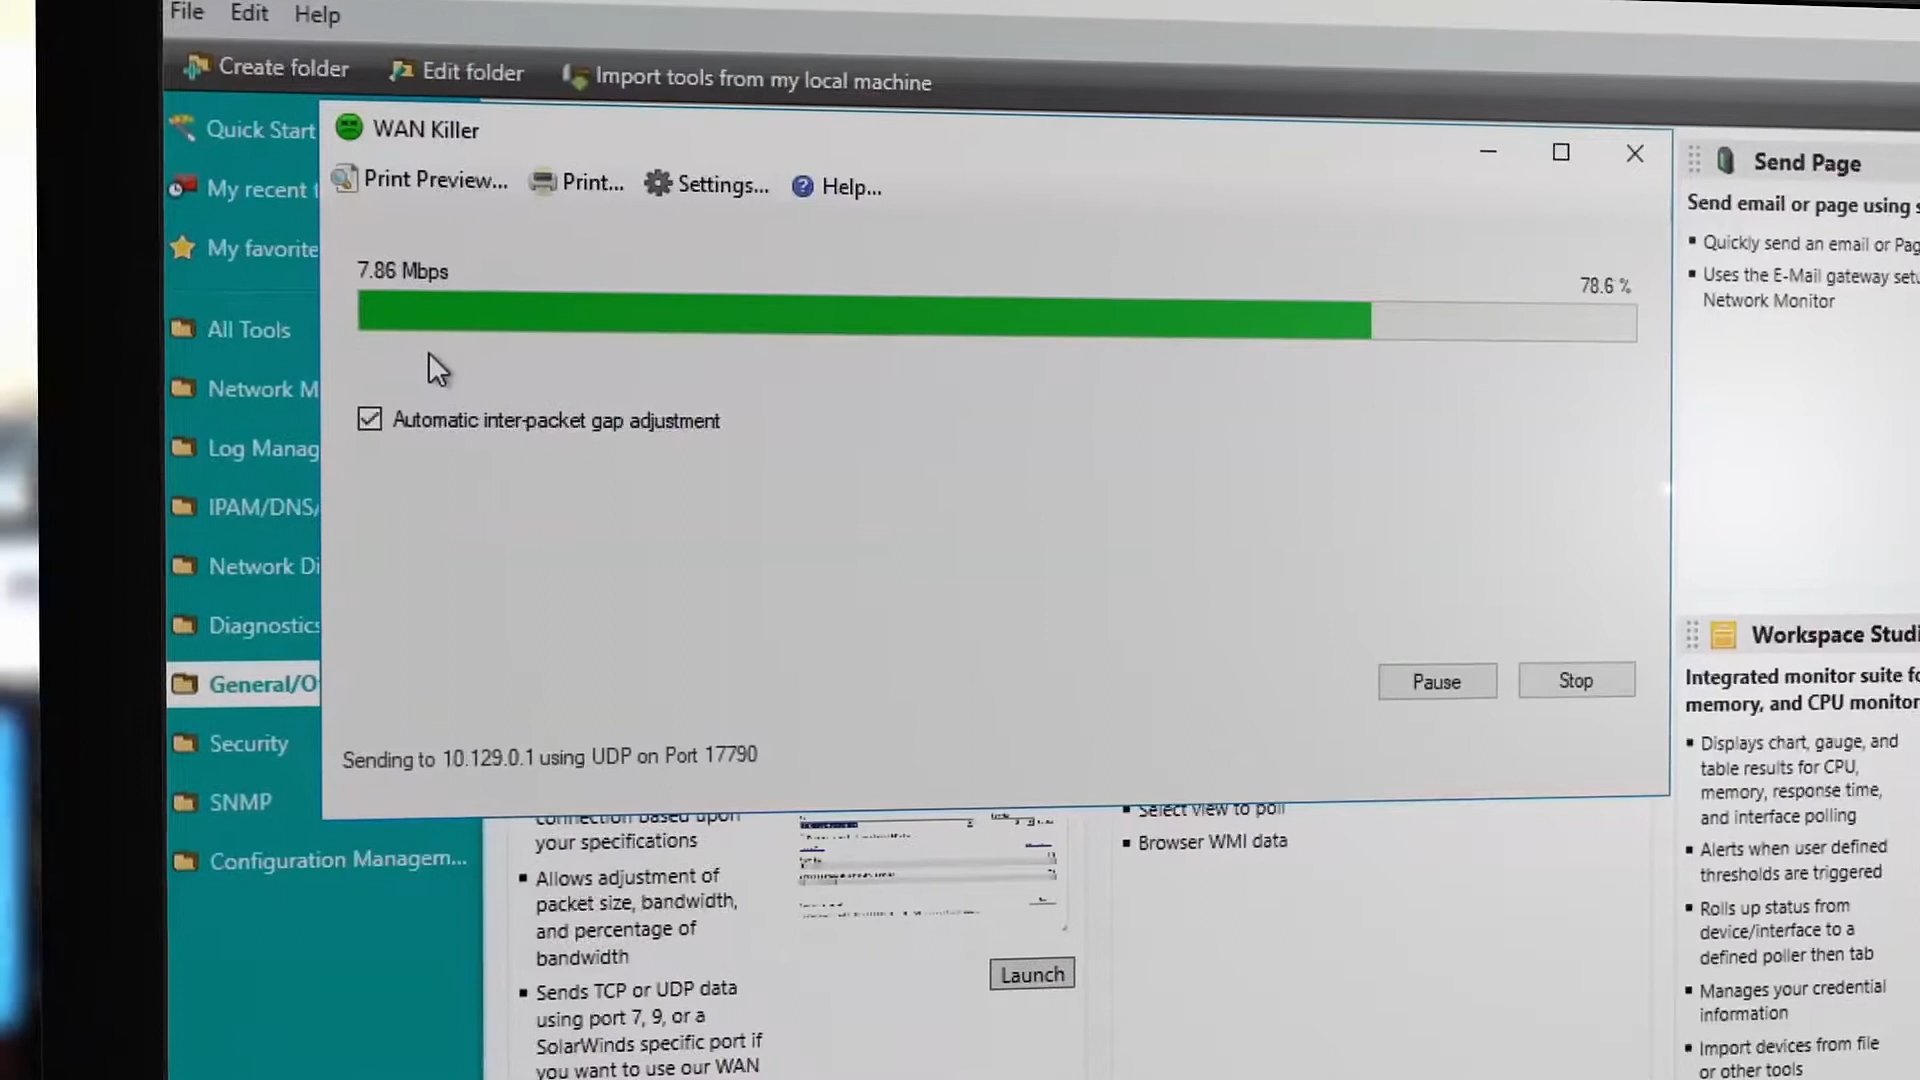 File Edit Help
Create folder Edit folder Import tools from my local machine
Quick Start
My recent
My favorite
All Tools
Network M
Log Manag
IPAM/DNS/
Network Di
Diagnostics
General/O
Security
SNMP
Configuration Managem...
WAN Killer
Print Preview... Print... Settings... Help...
7.86 Mbps
78.6 %
Automatic inter-packet gap adjustment
Pause Stop
Sending to 10.129.0.1 using UDP on Port 17790
connection based upon
your specifications
Allows adjustment of
packet size, bandwidth,
and percentage of
bandwidth
Sends TCP or UDP data
using port 7, 9, or a
SolarWinds specific port if
you want to use our WAN
Launch
Select view to poll
Browser WMI data
Send Page
Send email or page using
Quickly send an email or Pag
Uses the E-Mail gateway setu
Network Monitor
Workspace Studi
Integrated monitor suite fo
memory, and CPU monitor
Displays chart, gauge, and
table results for CPU,
memory, response time,
and interface polling
Alerts when user defined
thresholds are triggered
Rolls up status from
device/interface to a
defined poller then tab
Manages your credential
information
Import devices from file
or other tools